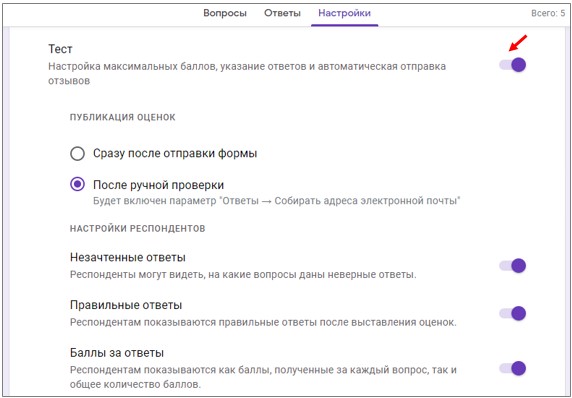 Вопросы Ответы Настройки Всего: 5
Тест
Настройка максимальных баллов, указание ответов и автоматическая отправка
отзывов
ПУБЛИКАЦИЯ ОЦЕНОК
Сразу после отправки формы
После ручной проверки
Будет включен параметр "Ответы → Собирать адреса электронной почты"
НАСТРОЙКИ РЕСПОНДЕНТОВ
Незачтенные ответы
Респонденты могут видеть, на какие вопросы даны неверные ответы.
Правильные ответы
Респондентам показываются правильные ответы после выставления оценок.
Баллы за ответы
Респондентам показываются как баллы, полученные за каждый вопрос, так и
общее количество баллов.